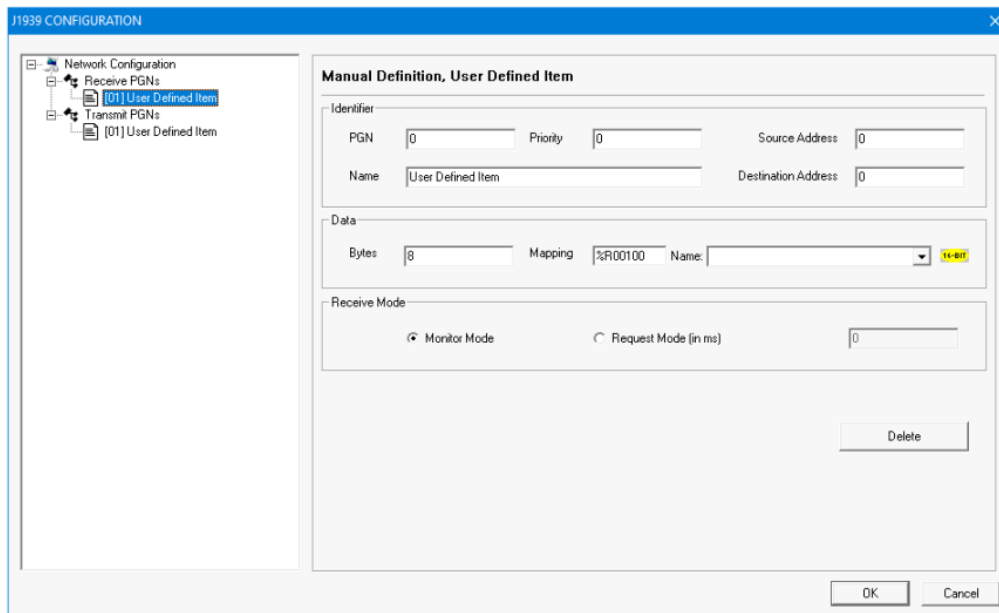 J1939 CONFIGURATION
Network Configuration
Receive PGNs
[01] User Defined Item
Transmit PGNs
[01] User Defined Item
Manual Definition, User Defined Item
Identifier
PGN 0 Priority 0 Source Address 0
Name User Defined Item Destination Address 0
Data
Bytes 8 Mapping %R00100 Name: 16-BIT
Receive Mode
Monitor Mode Request Mode (in ms) 0
Delete
OK Cancel